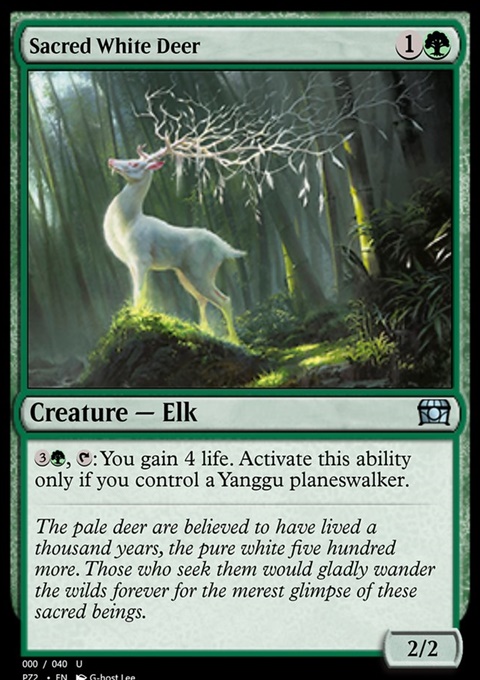 Sacred White Deer 1
Creature — Elk
3, : You gain 4 life. Activate this ability
only if you control a Yanggu planeswalker.
The pale deer are believed to have lived a
thousand years, the pure white five hundred
more. Those who seek them would gladly wander
the wilds forever for the merest glimpse of these
sacred beings.
2/2
000 / 040 U
PZ2 • EN G-host Lee